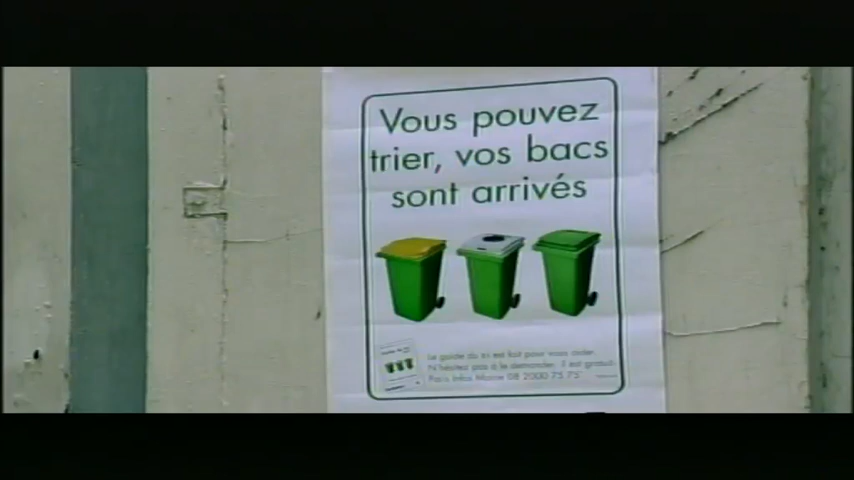 Vous pouvez
trier, vos bacs
sont arrivés
Le guide du tri est fait pour vous aider.
N'hésitez pas à le demander, il est gratuit.
Paris Infos Mairie 08 2000 75 75